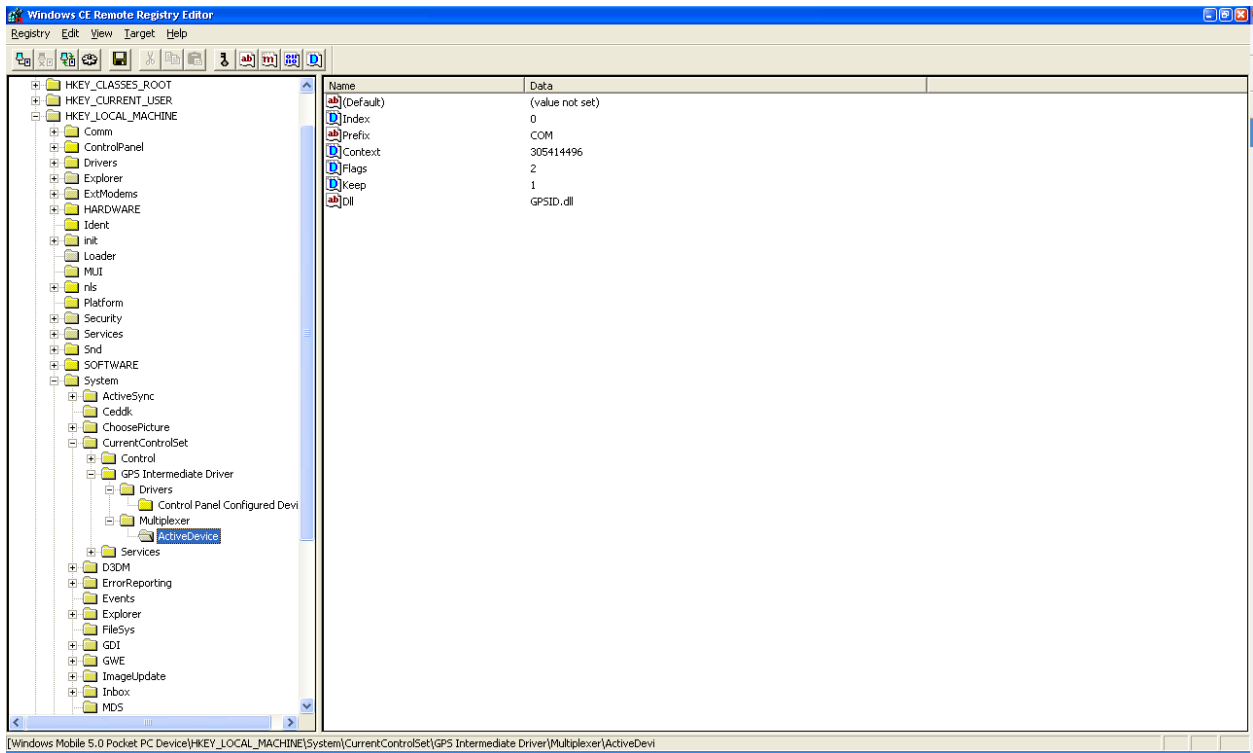 Windows CE Remote Registry Editor
Registry Edit View Target Help
HKEY_CLASSES_ROOT
HKEY_CURRENT_USER
HKEY_LOCAL_MACHINE
Comm
ControlPanel
Drivers
Explorer
ExtModems
HARDWARE
Ident
init
Loader
MUI
nls
Platform
Security
Services
Snd
SOFTWARE
System
ActiveSync
Ceddk
ChoosePicture
CurrentControlSet
Control
GPS Intermediate Driver
Drivers
Control Panel Configured Devi
Multiplexer
ActiveDevice
Services
D3DM
ErrorReporting
Events
Explorer
FileSys
GDI
GWE
ImageUpdate
Inbox
MDS
Name Data
(Default) (value not set)
Index 0
Prefix COM
Context 305414496
Flags 2
Keep 1
Dll GPSID.dll
[Windows Mobile 5.0 Pocket PC Device\HKEY_LOCAL_MACHINE\System\CurrentControlSet\GPS Intermediate Driver\Multiplexer\ActiveDevi